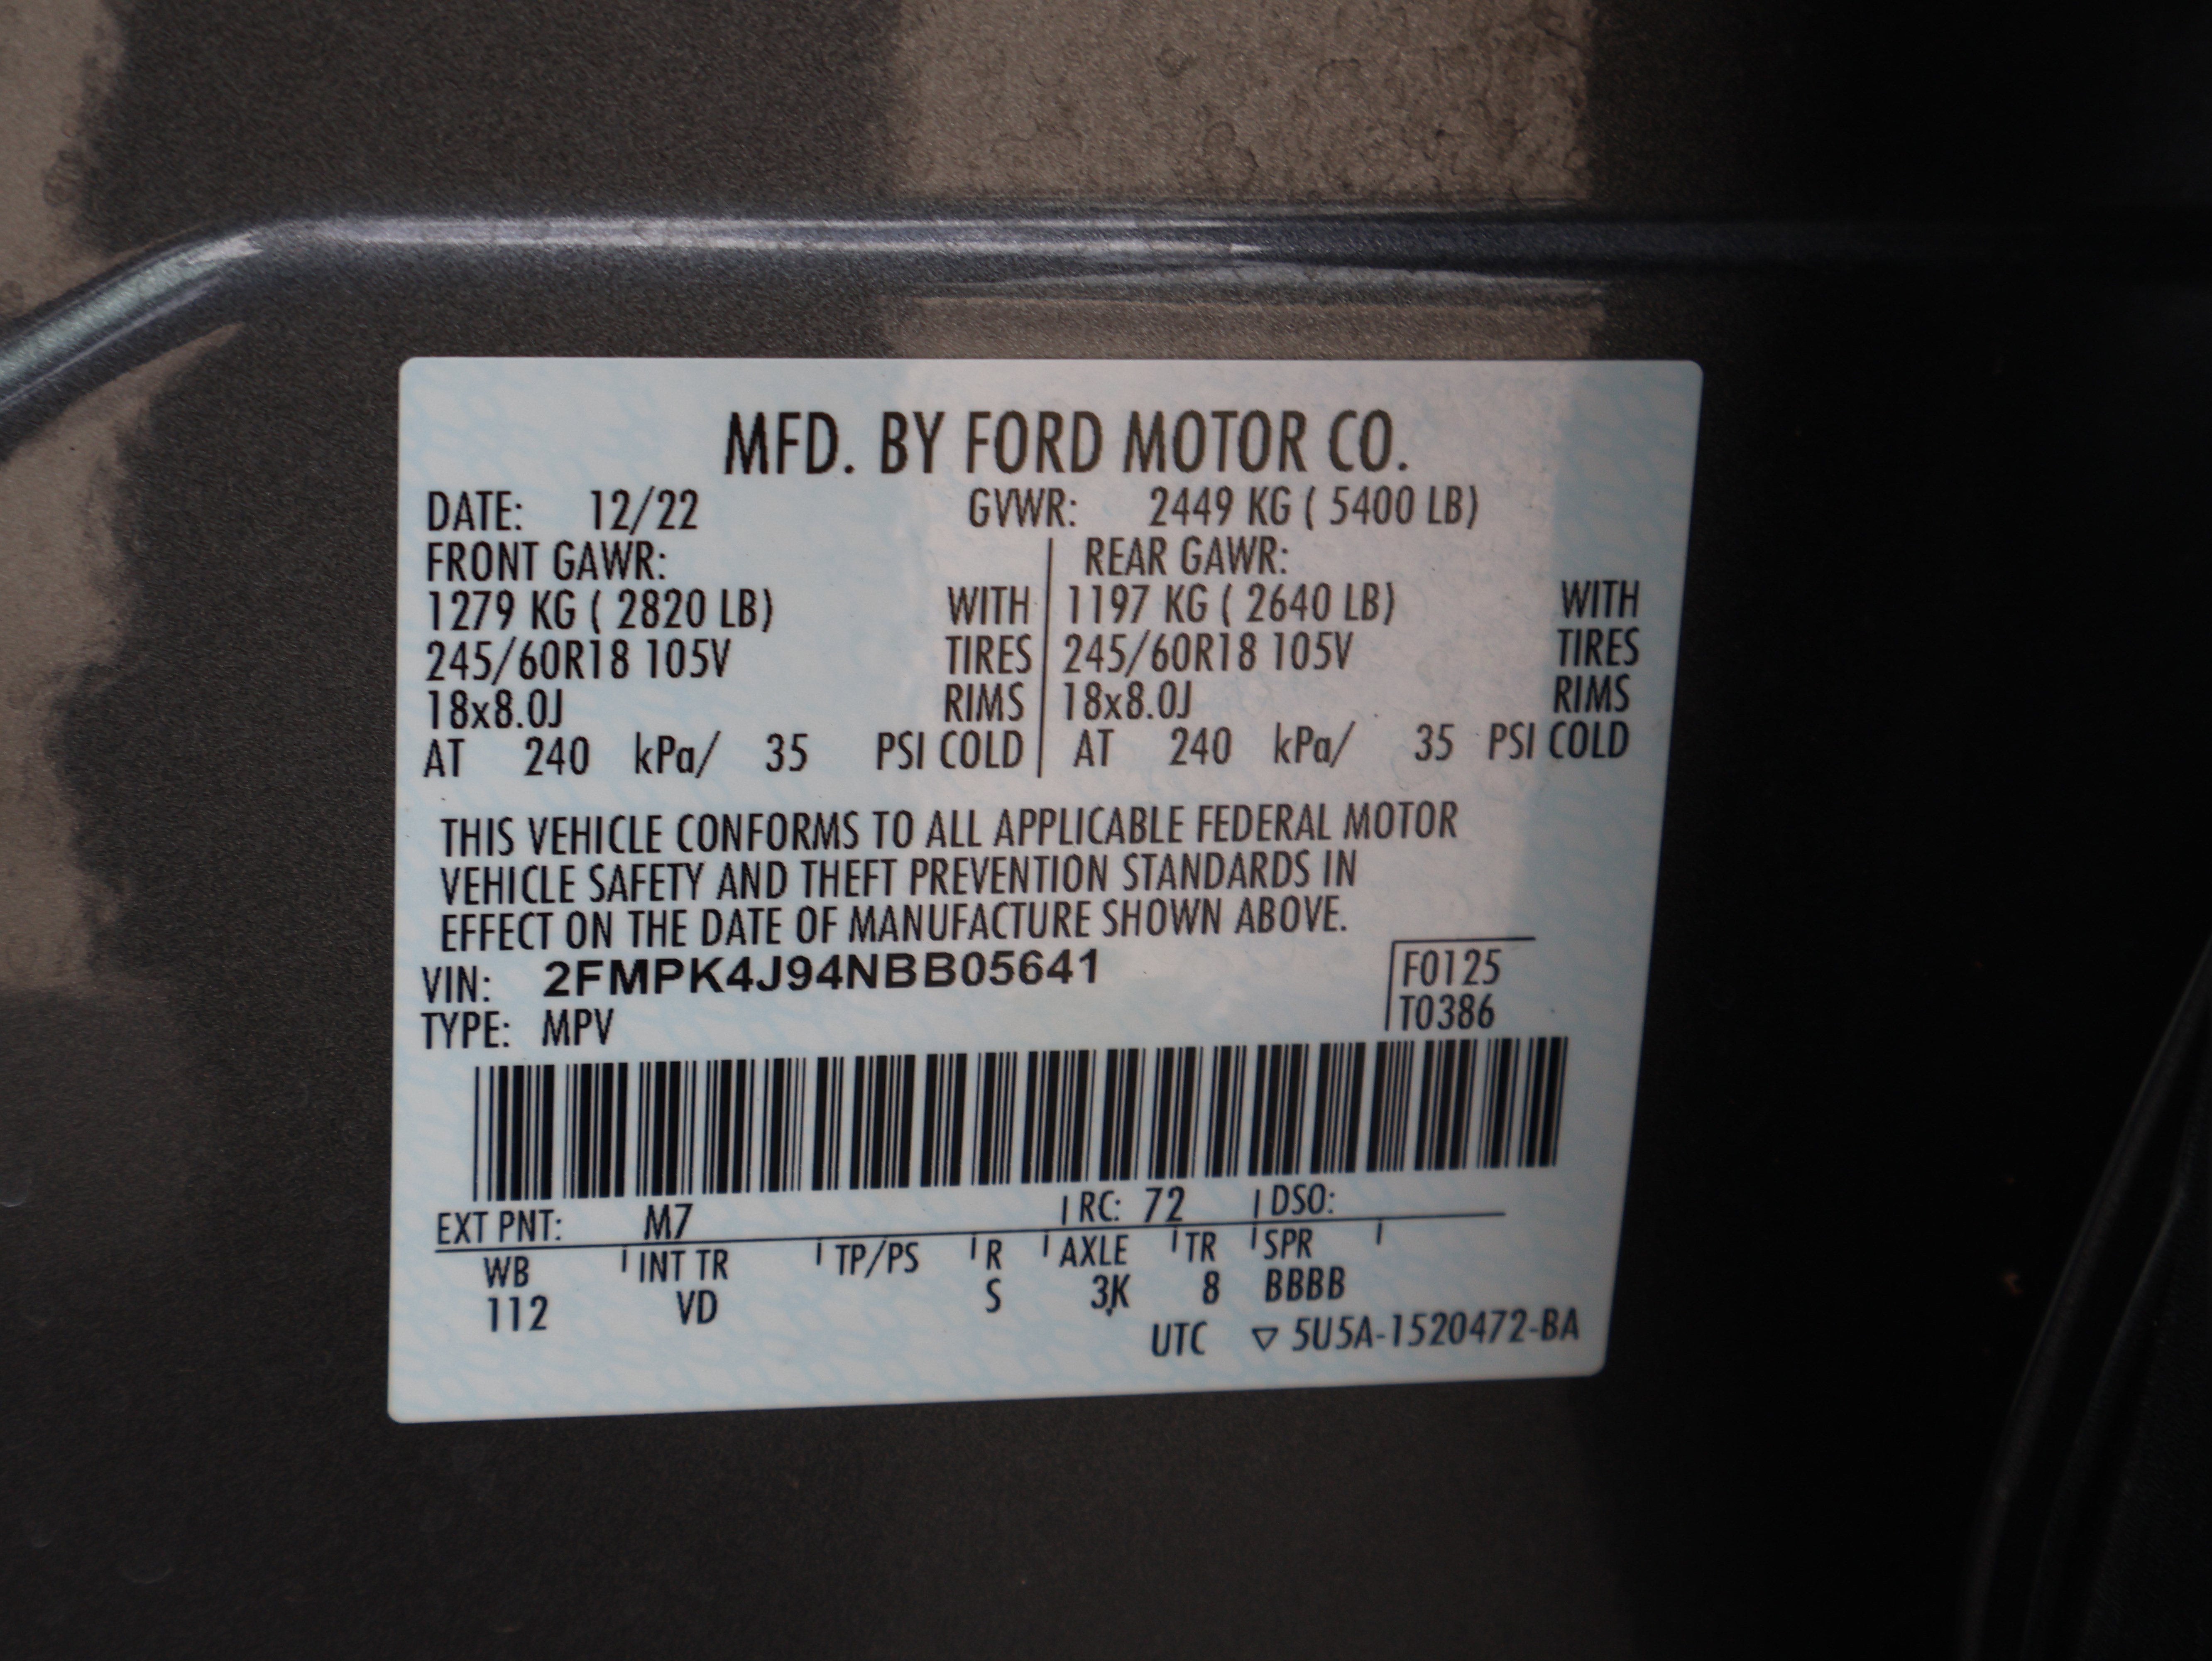 MFD. BY FORD MOTOR CO.
DATE: 12/22 GVWR: 2449 KG ( 5400 LB)
FRONT GAWR: REAR GAWR:
1279 KG ( 2820 LB) WITH 1197 KG ( 2640 LB) WITH
245/60R18 105V TIRES 245/60R18 105V TIRES
18x8.0J RIMS 18x8.0J RIMS
AT 240 kPa/ 35 PSI COLD AT 240 kPa/ 35 PSI COLD
THIS VEHICLE CONFORMS TO ALL APPLICABLE FEDERAL MOTOR
VEHICLE SAFETY AND THEFT PREVENTION STANDARDS IN
EFFECT ON THE DATE OF MANUFACTURE SHOWN ABOVE.
VIN: 2FMPK4J94NBB05641 F0125
TYPE: MPV T0386
EXT PNT: M7 RC: 72 DSO:
WB INT TR TP/PS R AXLE TR SPR
112 VD S 3K 8 BBBB
UTC ▽ 5U5A-1520472-BA